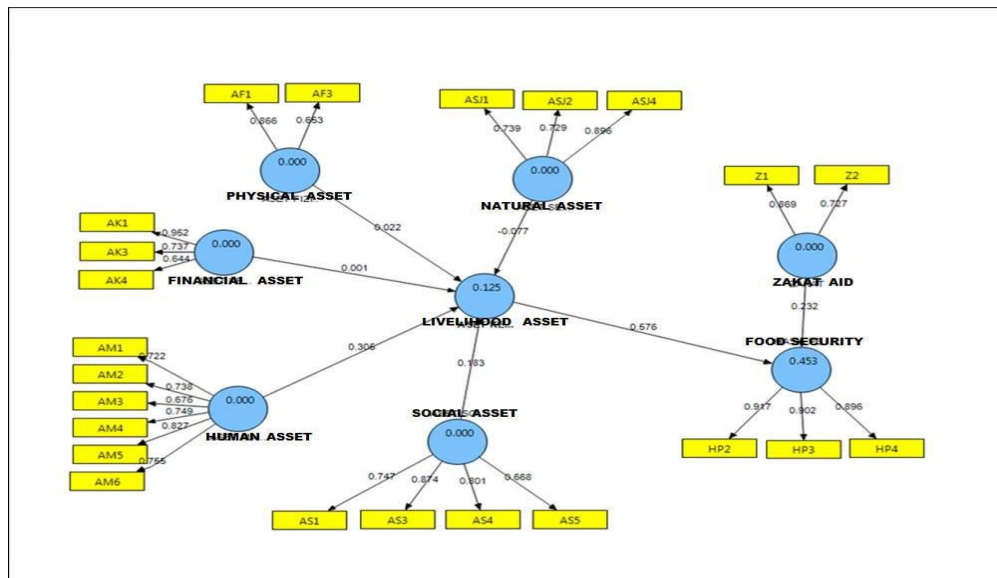 AF1
AF3
0.866
0.653
0.000
PHYSICAL ASSET
ASJ1
ASJ2
ASJ4
0.739
0.729
0.896
0.000
NATURAL ASSET
Z1
Z2
0.869
0.727
0.000
ZAKAT AID
AK1
AK3
AK4
0.952
0.737
0.644
0.000
FINANCIAL ASSET
0.022
-0.077
0.001
0.125
LIVELIHOOD ASSET
0.232
FOOD SECURITY
0.453
0.576
0.306
0.183
AM1
AM2
AM3
AM4
AM5
AM6
0.722
0.738
0.676
0.749
0.827
0.755
0.000
HUMAN ASSET
SOCIAL ASSET
0.000
0.747
0.874
0.801
0.668
AS1
AS3
AS4
AS5
0.917
0.902
0.896
HP2
HP3
HP4